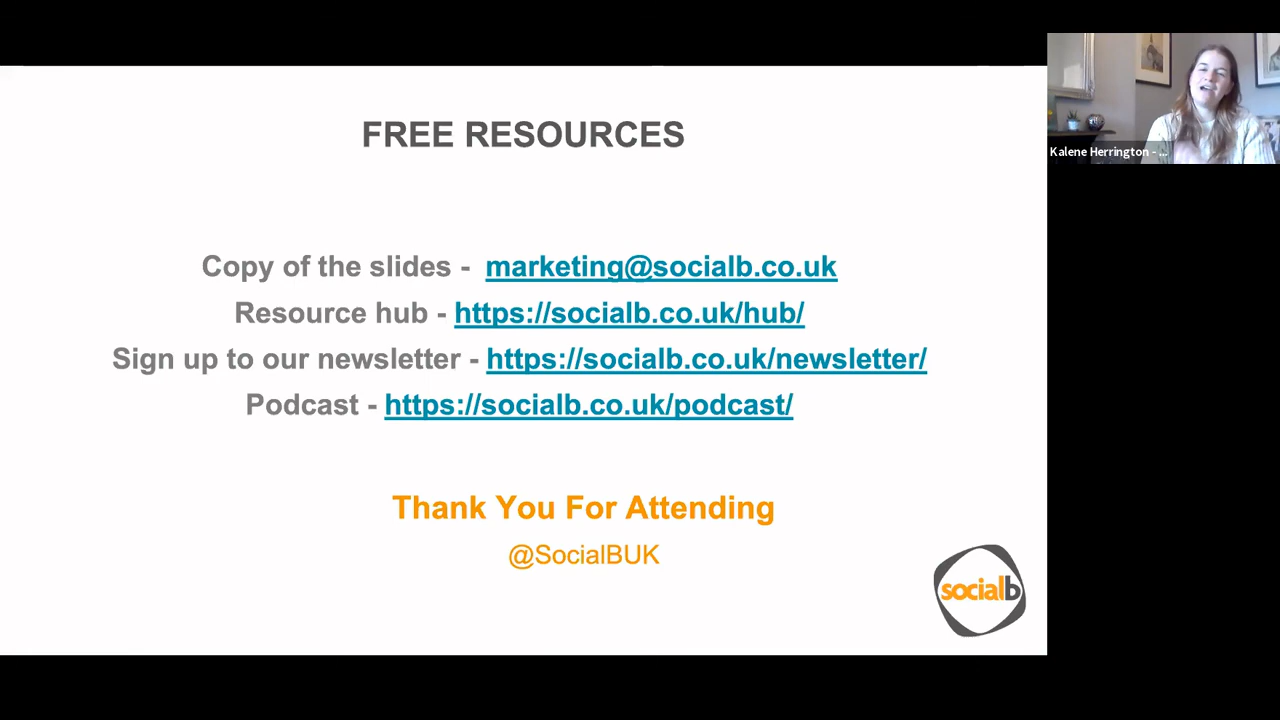 FREE RESOURCES
Kalene Herrington - ...
Copy of the slides - marketing@socialb.co.uk
Resource hub - https://socialb.co.uk/hub/
Sign up to our newsletter - https://socialb.co.uk/newsletter/
Podcast - https://socialb.co.uk/podcast/
Thank You For Attending
@SocialBUK
socialb